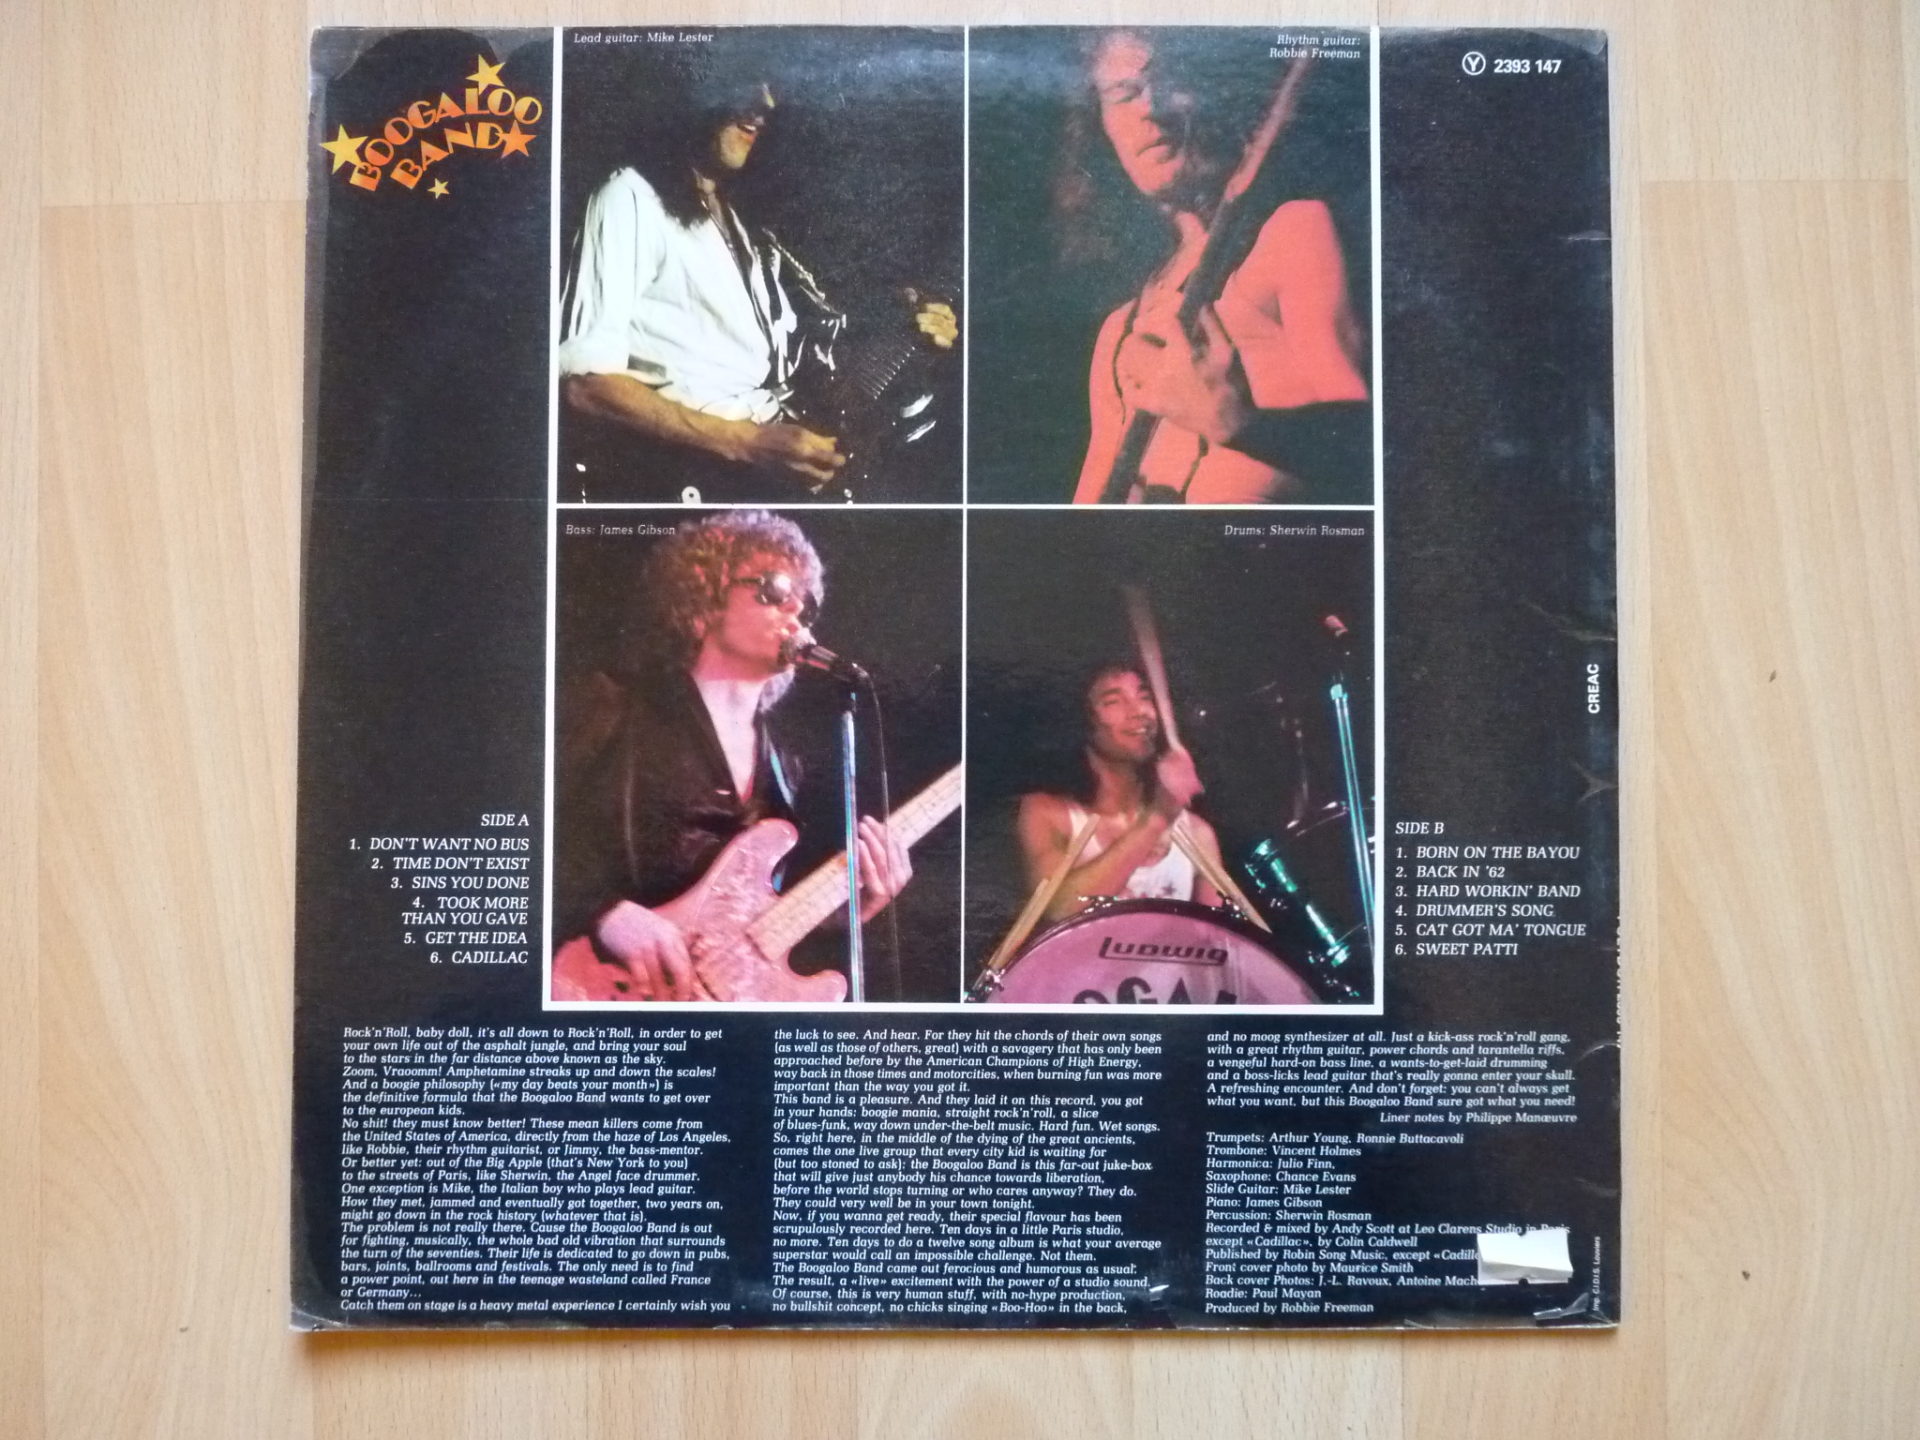 BOOGALOO
BAND
Lead guitar: Mike Lester
Rhythm guitar:
Robbie Freeman
Y 2393 147
Bass: James Gibson
Drums: Sherwin Rosman
LUDWIG
CREAC
SIDE A
1. DON'T WANT NO BUS
2. TIME DON'T EXIST
3. SINS YOU DONE
4. TOOK MORE
THAN YOU GAVE
5. GET THE IDEA
6. CADILLAC
SIDE B
1. BORN ON THE BAYOU
2. BACK IN '62
3. HARD WORKIN' BAND
4. DRUMMER'S SONG
5. CAT GOT MA' TONGUE
6. SWEET PATTI
Rock'n'Roll, baby doll, it's all down to Rock'n'Roll, in order to get
your own life out of the asphalt jungle, and bring your soul
to the stars in the far distance above known as the sky.
Zoom, Vraoomm! Amphetamine streaks up and down the scales!
And a boogie philosophy («my day beats your month») is
the definitive formula that the Boogaloo Band wants to get over
to the european kids.
No shit! they must know better! These mean killers come from
the United States of America, directly from the haze of Los Angeles,
like Robbie, their rhythm guitarist, or Jimmy, the bass-mentor.
Or better yet: out of the Big Apple (that's New York to you)
to the streets of Paris, like Sherwin, the Angel face drummer.
One exception is Mike, the Italian boy who plays lead guitar.
How they met, jammed and eventually got together, two years on,
might go down in the rock history (whatever that is).
The problem is not really there. Cause the Boogaloo Band is out
for fighting, musically, the whole bad old vibration that surrounds
the turn of the seventies. Their life is dedicated to go down in pubs,
bars, joints, ballrooms and festivals. The only need is to find
a power point, out here in the teenage wasteland called France
or Germany...
Catch them on stage is a heavy metal experience I certainly wish you
the luck to see. And hear. For they hit the chords of their own songs
(as well as those of others, great) with a savagery that has only been
approached before by the American Champions of High Energy,
way back in those times and motorcities, when burning fun was more
important than the way you got it.
This band is a pleasure. And they laid it on this record, you got
in your hands: boogie mania, straight rock'n'roll, a slice
of blues-funk, way down under-the-belt music. Hard fun. Wet songs.
So, right here, in the middle of the dying of the great ancients,
comes the one live group that every city kid is waiting for
(but too stoned to ask): the Boogaloo Band is this far-out juke-box
that will give just anybody his chance towards liberation,
before the world stops turning or who cares anyway? They do.
They could very well be in your town tonight.
Now, if you wanna get ready, their special flavour has been
scrupulously recorded here. Ten days in a little Paris studio,
no more. Ten days to do a twelve song album is what your average
superstar would call an impossible challenge. Not them.
The Boogaloo Band came out ferocious and humorous as usual:
The result, a «live» excitement with the power of a studio sound.
Of course, this is very human stuff, with no-hype production,
no bullshit concept, no chicks singing «Boo-Hoo» in the back,
and no moog synthesizer at all. Just a kick-ass rock'n'roll gang,
with a great rhythm guitar, power chords and tarantella riffs,
a vengeful hard-on bass line, a wants-to-get-laid drumming
and a boss-licks lead guitar that's really gonna enter your skull.
A refreshing encounter. And don't forget: you can't always get
what you want, but this Boogaloo Band sure got what you need!
Liner notes by Philippe Manœuvre
Trumpets: Arthur Young, Ronnie Buttacavoli
Trombone: Vincent Holmes
Harmonica: Julio Finn,
Saxophone: Chance Evans
Slide Guitar: Mike Lester
Piano: James Gibson
Percussion: Sherwin Rosman
Recorded & mixed by Andy Scott at Leo Clarens Studio in Paris
except «Cadillac», by Colin Caldwell
Published by Robin Song Music, except «Cadill
Front cover photo by Maurice Smith
Back cover Photos: J.-L. Ravoux, Antoine Mach
Roadie: Paul Mayan
Produced by Robbie Freeman